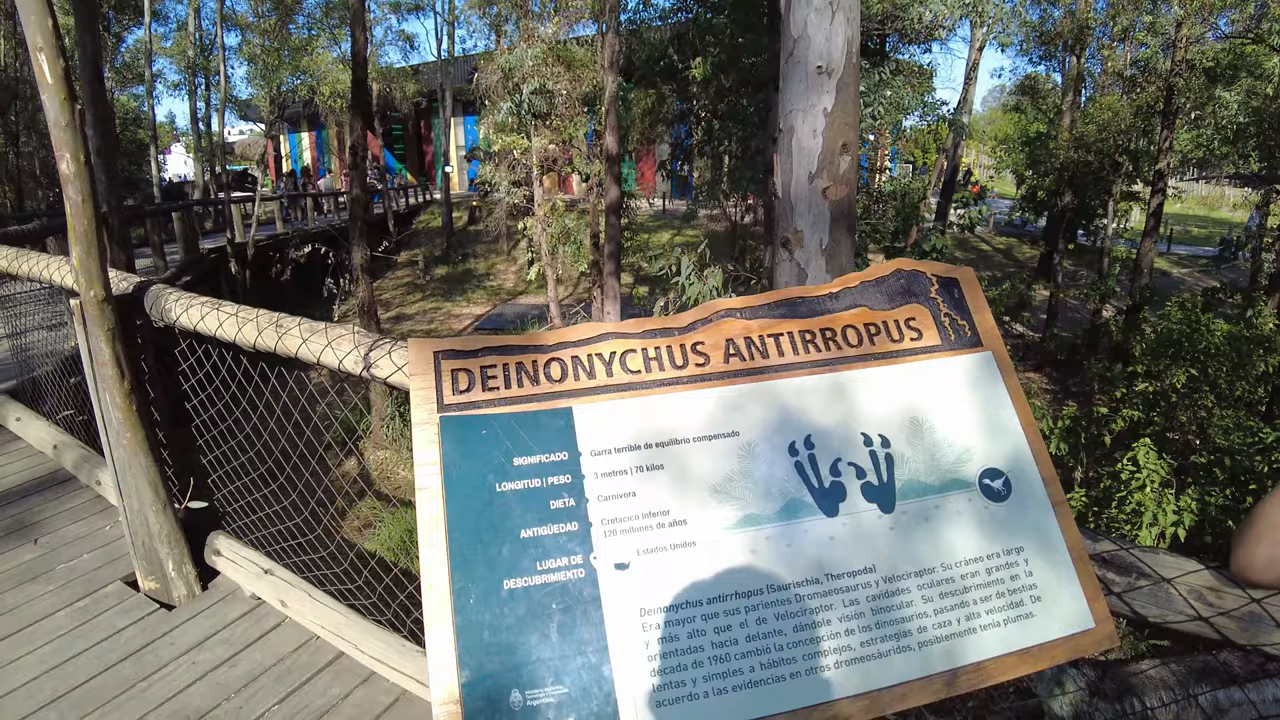 DEINONYCHUS ANTIRROPUS
SIGNIFICADO Garra terrible de equilibrio compensado
LONGITUD | PESO 3 metros | 70 kilos
DIETA Carnívora
ANTIGÜEDAD Cretácico Inferior
120 millones de años
LUGAR DE
DESCUBRIMIENTO Estados Unidos
Deinonychus antirrhopus (Saurischia, Theropoda)
Era mayor que sus parientes Dromaeosaurus y Velociraptor. Su cráneo era largo
y más alto que el de Velociraptor. Las cavidades oculares eran grandes y
orientadas hacia delante, dándole visión binocular. Su descubrimiento en la
década de 1960 cambió la concepción de los dinosaurios, pasando a ser de bestias
lentas y simples a hábitos complejos, estrategias de caza y alta velocidad. De
acuerdo a las evidencias en otros dromeosáuridos, posiblemente tenía plumas.
Argentina